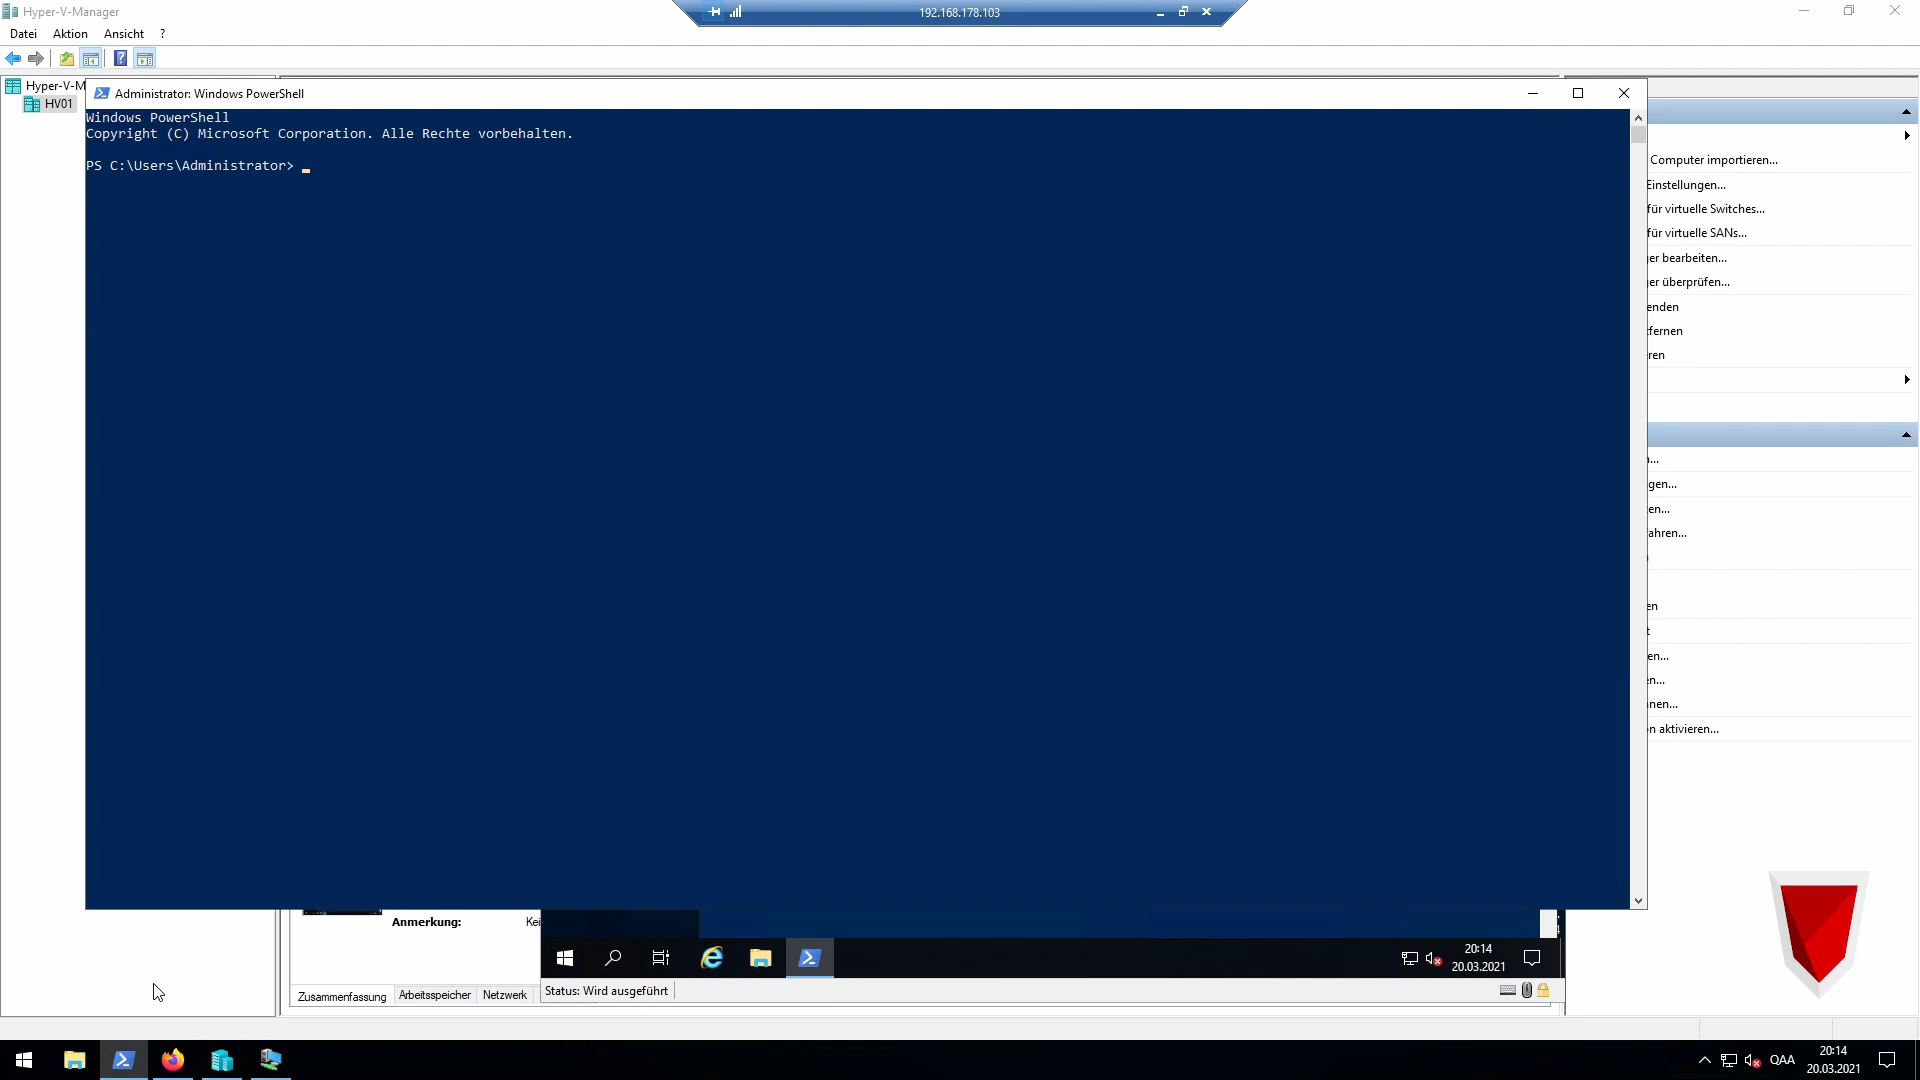 Hyper-V-Manager
192.168.178.103
Datei Aktion Ansicht ?
Hyper-V-M
HV01
Administrator: Windows PowerShell
Windows PowerShell
Copyright (C) Microsoft Corporation. Alle Rechte vorbehalten.
PS C:\Users\Administrator>
Computer importieren...
Einstellungen...
für virtuelle Switches...
für virtuelle SANs...
er bearbeiten...
er überprüfen...
enden
fernen
ren
n...
gen...
en...
ahren...
en
t
en...
n...
nen...
n aktivieren...
Anmerkung: Kei
20:14
20.03.2021
Zusammenfassung Arbeitsspeicher Netzwerk
Status: Wird ausgeführt
QAA
20:14
20.03.2021